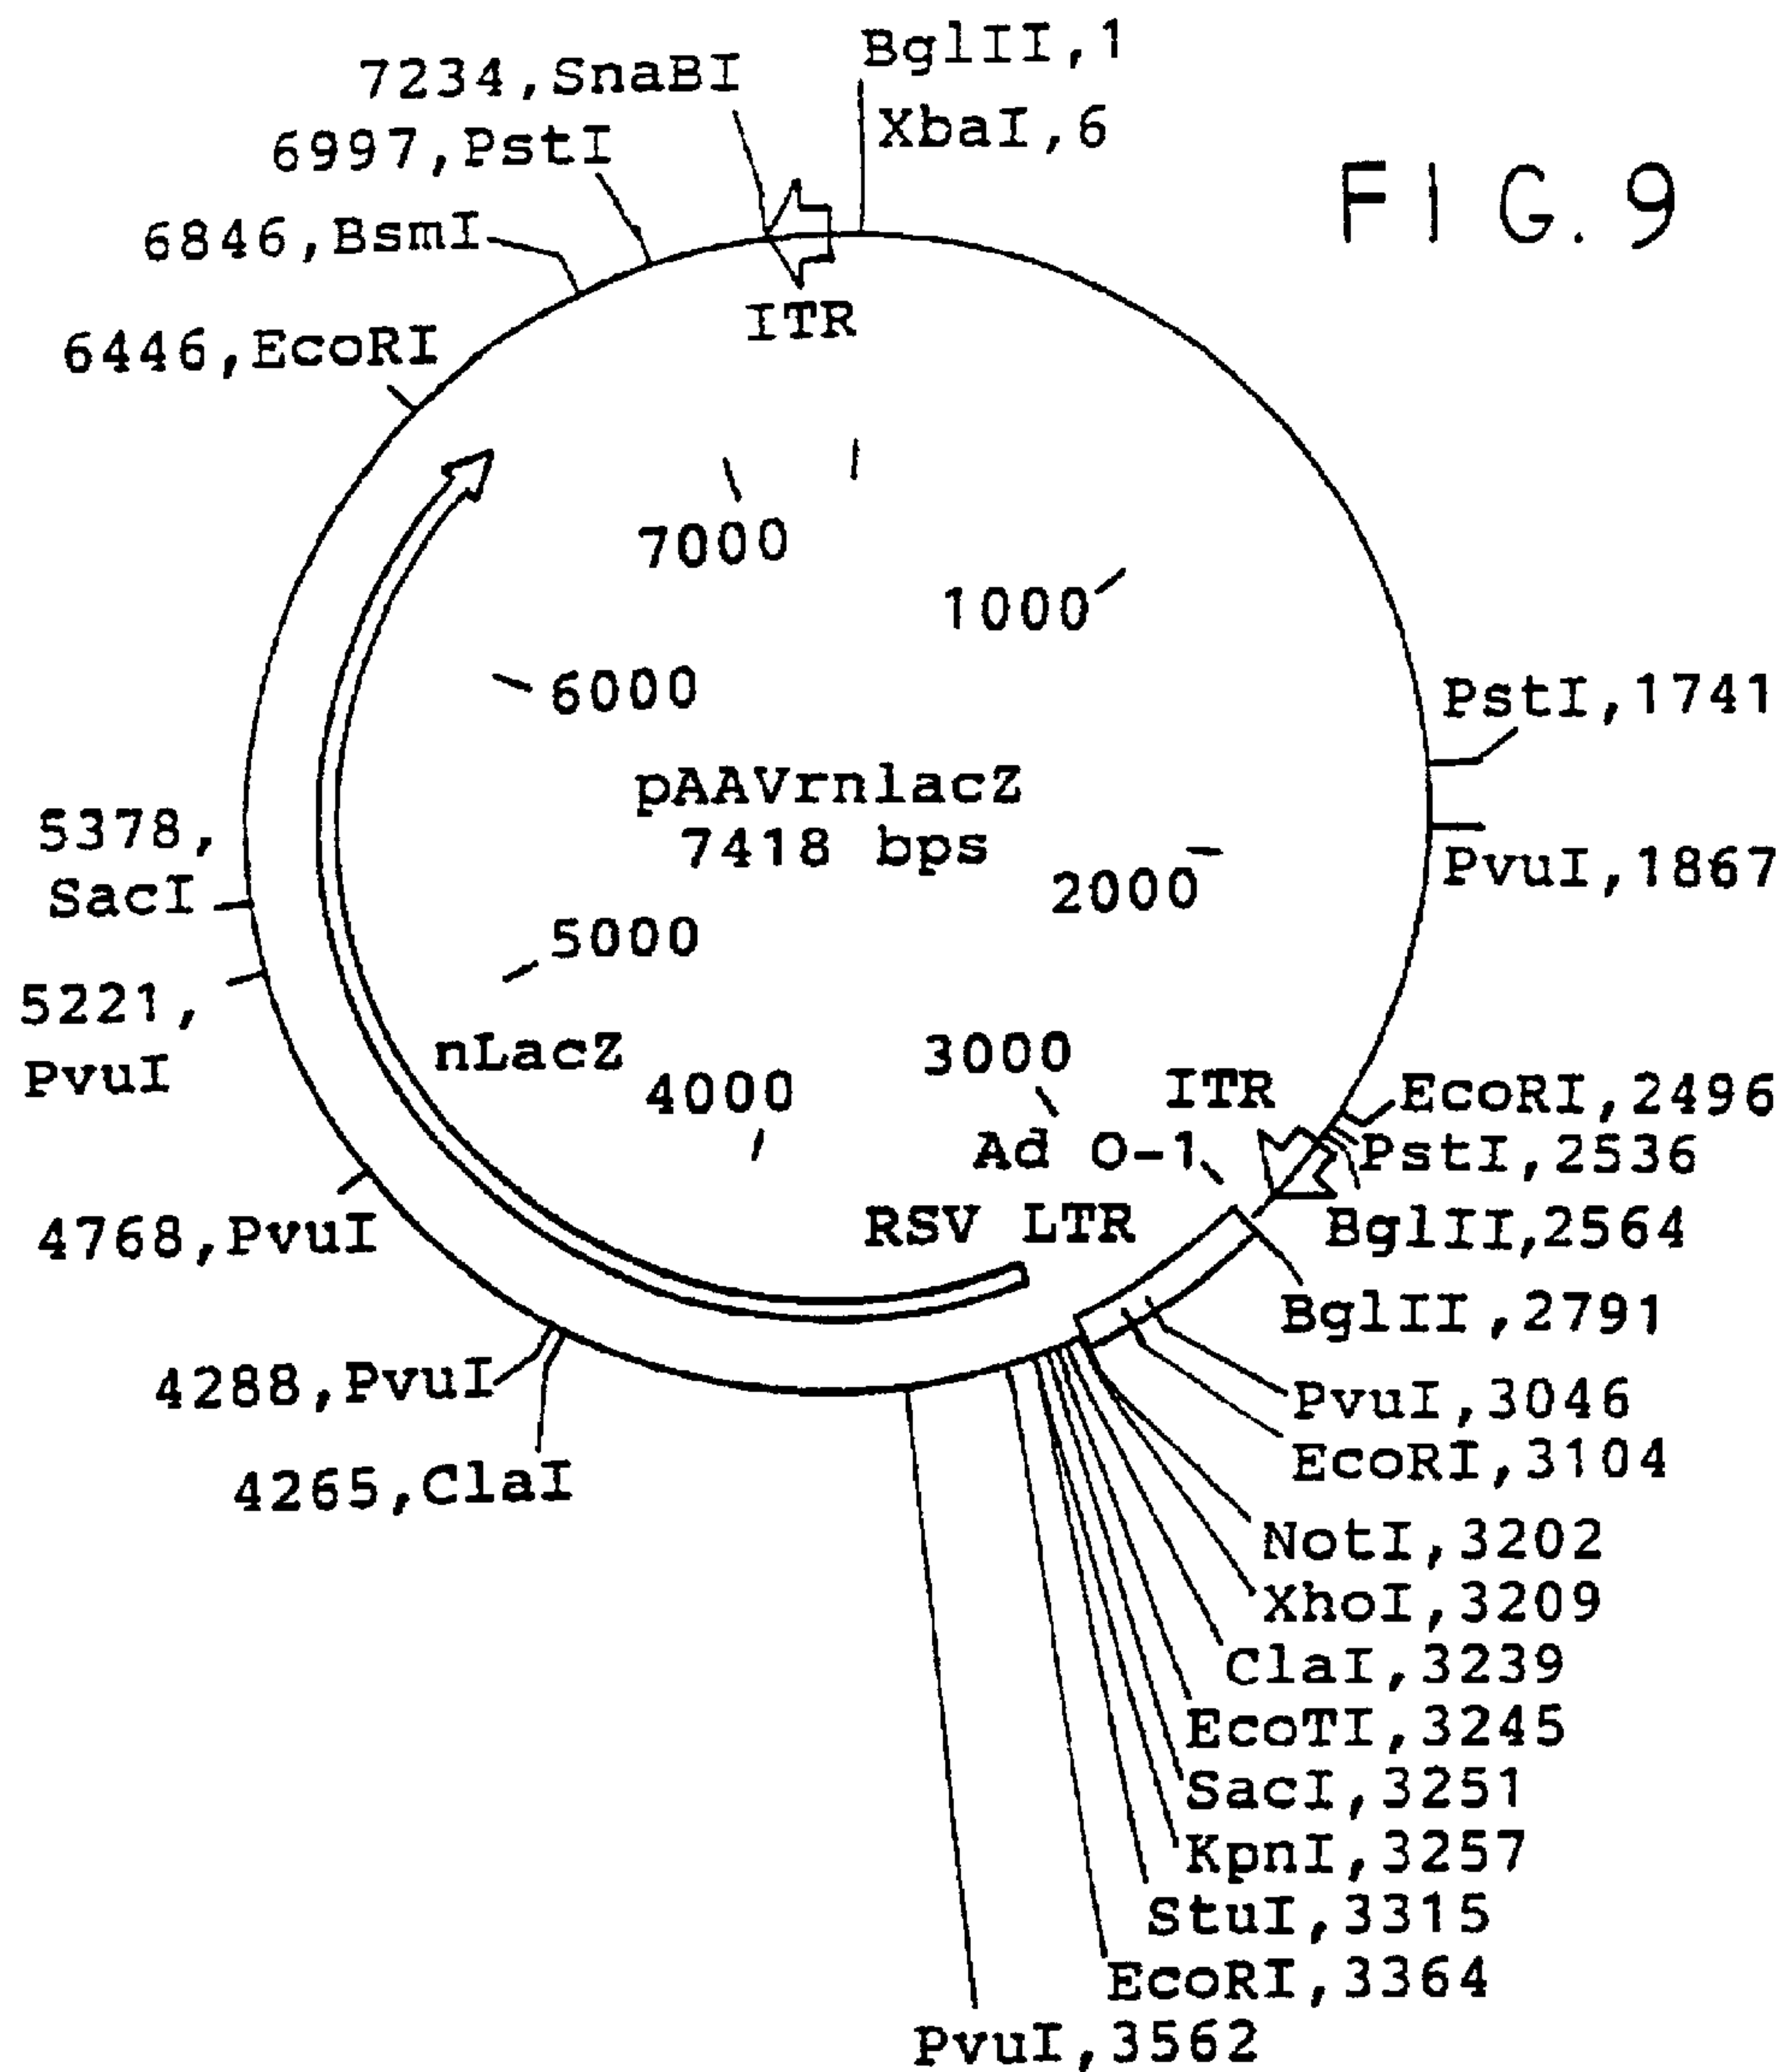 FIG. 9
BglII,1
XbaI,6
7234,SnaBI
6997,PstI
6846,BsmI
6446,EcoRI
ITR
7000
1000
6000
PstI,1741
pAAVrnlacZ
7418 bps
2000
PvuI,1867
5378,
SacI
5000
5221,
PvuI
nLacZ
4000
3000
ITR
EcoRI,2496
Ad 0-1
PstI,2536
RSV LTR
BglII,2564
4768,PvuI
BglII,2791
4288,PvuI
4265,ClaI
PvuI,3046
EcoRI,3104
NotI,3202
XhoI,3209
ClaI,3239
EcoTI,3245
SacI,3251
KpnI,3257
StuI,3315
EcoRI,3364
PvuI,3562